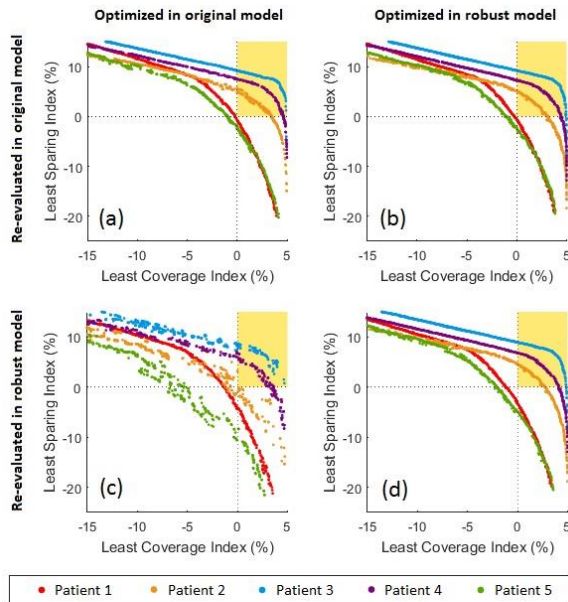 Optimized in original model
Optimized in robust model
Re-evaluated in original model
Least Sparing Index (%)
10
0
-10
-20
(a)
-15
-10
-5
0
5
Least Coverage Index (%)
Least Sparing Index (%)
10
0
-10
-20
(b)
-15
-10
-5
0
5
Least Coverage Index (%)
Re-evaluated in robust model
Least Sparing Index (%)
10
0
-10
-20
(c)
-15
-10
-5
0
5
Least Coverage Index (%)
Least Sparing Index (%)
10
0
-10
-20
(d)
-15
-10
-5
0
5
Least Coverage Index (%)
Patient 1 Patient 2 Patient 3 Patient 4 Patient 5